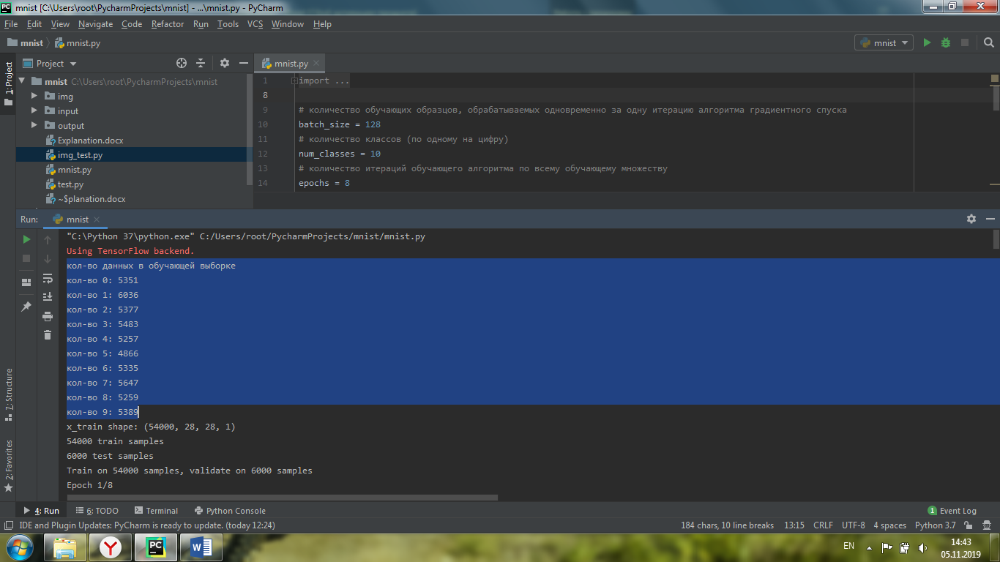 mnist [C:\Users\root\PycharmProjects\mnist] - ...\mnist.py - PyCharm
File Edit View Navigate Code Refactor Run Tools VCS Window Help
mnist mnist.py mnist
1: Project
Project
mnist.py
mnist C:\Users\root\PycharmProjects\mnist
img
input
output
Explanation.docx
img_test.py
mnist.py
test.py
~$planation.docx
1 import ...
8
9 # количество обучающих образцов, обрабатываемых одновременно за одну итерацию алгоритма градиентного спуска
10 batch_size = 128
11 # количество классов (по одному на цифру)
12 num_classes = 10
13 # количество итераций обучающего алгоритма по всему обучающему множеству
14 epochs = 8
Run: mnist
"C:\Python 37\python.exe" C:/Users/root/PycharmProjects/mnist/mnist.py
Using TensorFlow backend.
кол-во данных в обучающей выборке
кол-во 0: 5351
кол-во 1: 6036
кол-во 2: 5377
кол-во 3: 5483
кол-во 4: 5257
кол-во 5: 4866
кол-во 6: 5335
кол-во 7: 5647
кол-во 8: 5259
кол-во 9: 5389
x_train shape: (54000, 28, 28, 1)
54000 train samples
6000 test samples
Train on 54000 samples, validate on 6000 samples
Epoch 1/8
7: Structure
2: Favorites
4: Run 6: TODO Terminal Python Console 1 Event Log
IDE and Plugin Updates: PyCharm is ready to update. (today 12:24) 184 chars, 10 line breaks 13:15 CRLF UTF-8 4 spaces Python 3.7
EN 14:43
05.11.2019